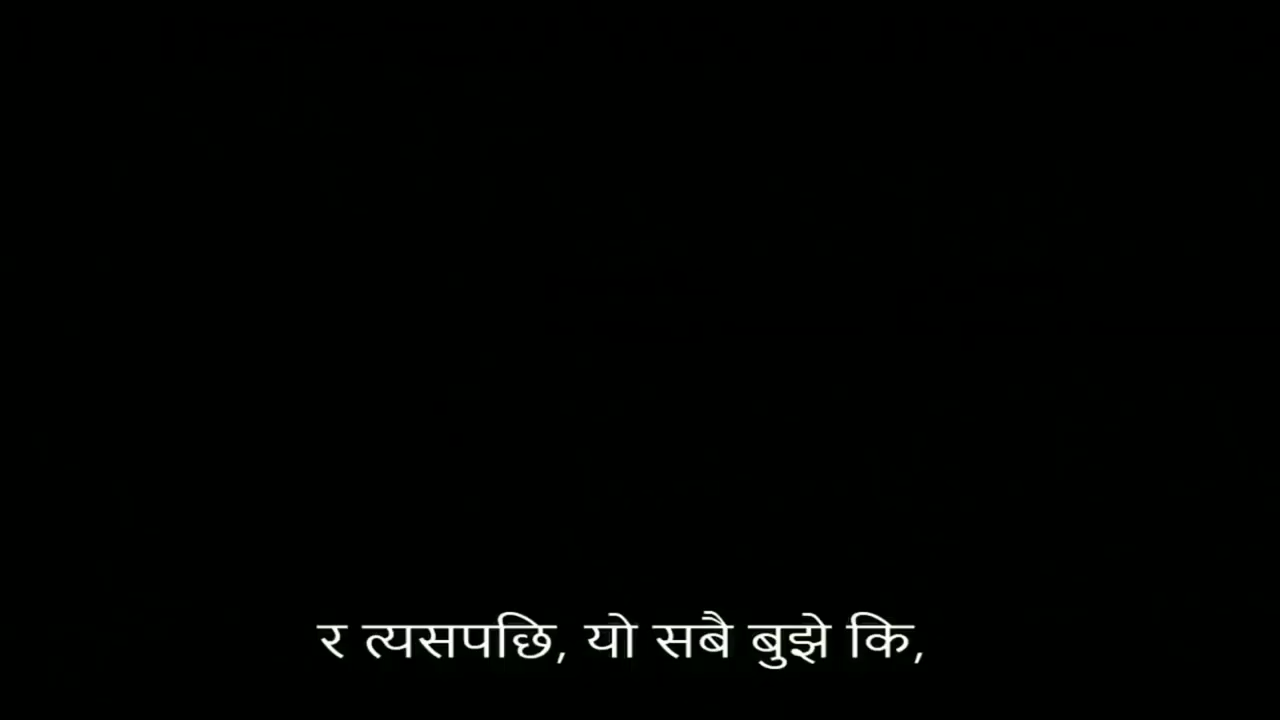 र त्यसपछि, यो सबै बुझे कि,